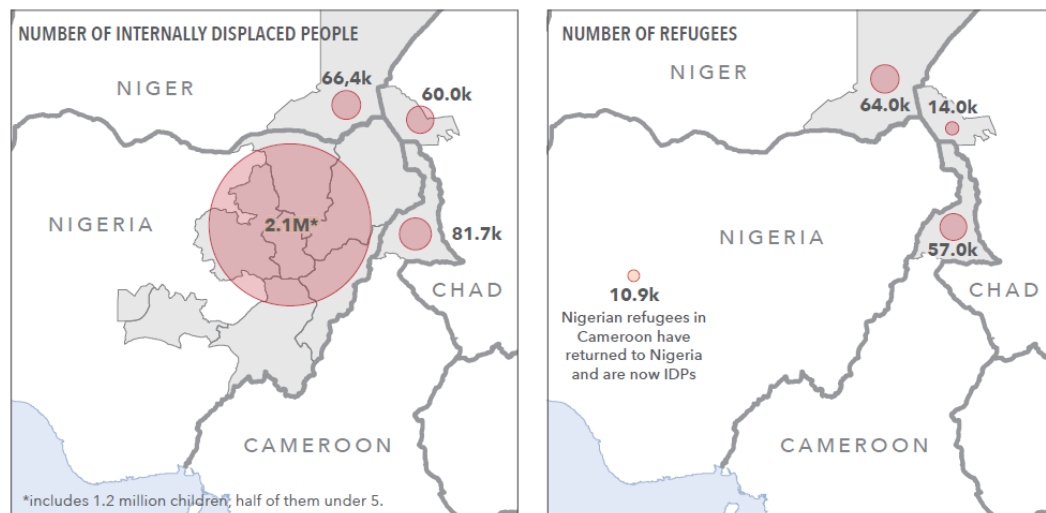 NUMBER OF INTERNALLY DISPLACED PEOPLE
NIGER
66,4k
60.0k
NIGERIA
2.1M*
81.7k
CHAD
CAMEROON
*includes 1.2 million children, half of them under 5.
NUMBER OF REFUGEES
NIGER
64.0k
14.0k
NIGERIA
57.0k
10.9k
Nigerian refugees in
Cameroon have
returned to Nigeria
and are now IDPs
CHAD
CAMEROON